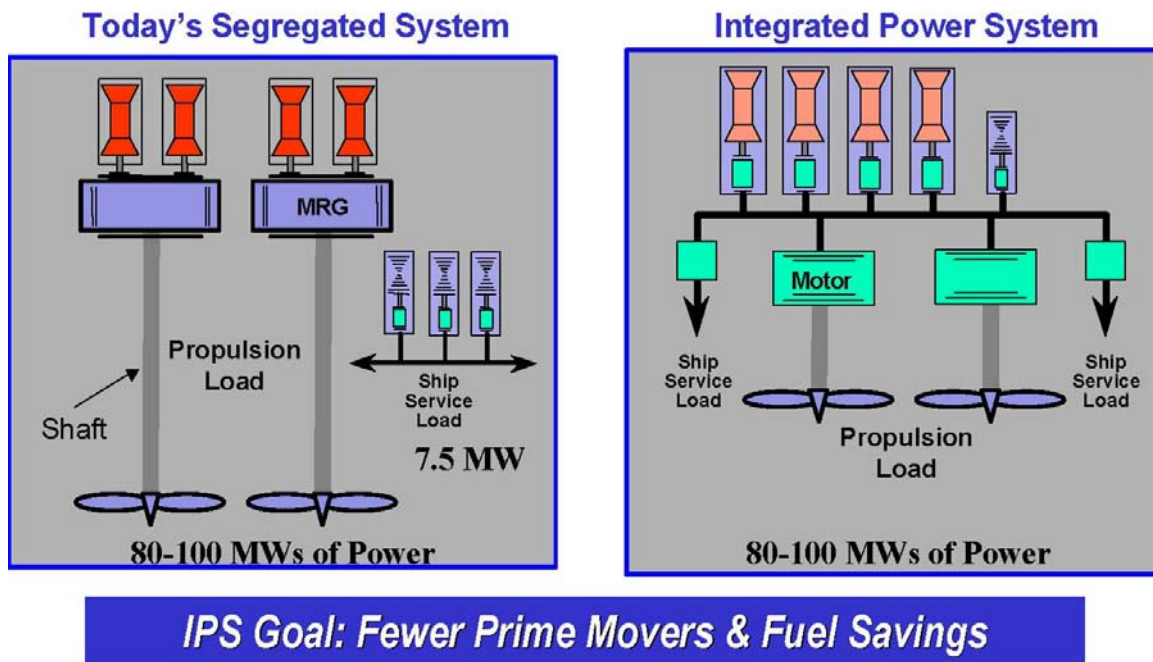 Today's Segregated System
MRG
Propulsion
Load
Shaft
Ship
Service
Load
7.5 MW
80-100 MWs of Power
Integrated Power System
Motor
Ship
Service
Load
Ship
Service
Load
Propulsion
Load
80-100 MWs of Power
IPS Goal: Fewer Prime Movers & Fuel Savings